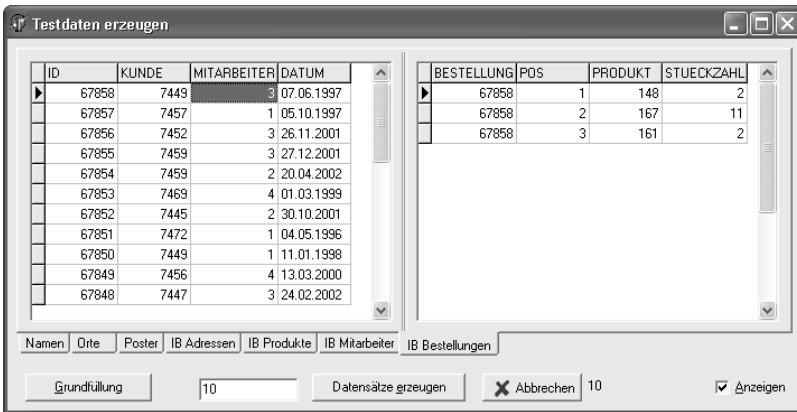 Testdaten erzeugen
ID KUNDE MITARBEITER DATUM
67858 7449 3 07.06.1997
67857 7457 1 05.10.1997
67856 7452 3 26.11.2001
67855 7459 3 27.12.2001
67854 7459 2 20.04.2002
67853 7469 4 01.03.1999
67852 7445 2 30.10.2001
67851 7472 1 04.05.1996
67850 7449 1 11.01.1998
67849 7456 4 13.03.2000
67848 7447 3 24.02.2002
BESTELLUNG POS PRODUKT STUECKZAHL
67858 1 148 2
67858 2 167 11
67858 3 161 2
Namen Orte Poster IB Adressen IB Produkte IB Mitarbeiter IB Bestellungen
Grundfüllung 10 Datensätze erzeugen Abbrechen 10 Anzeigen